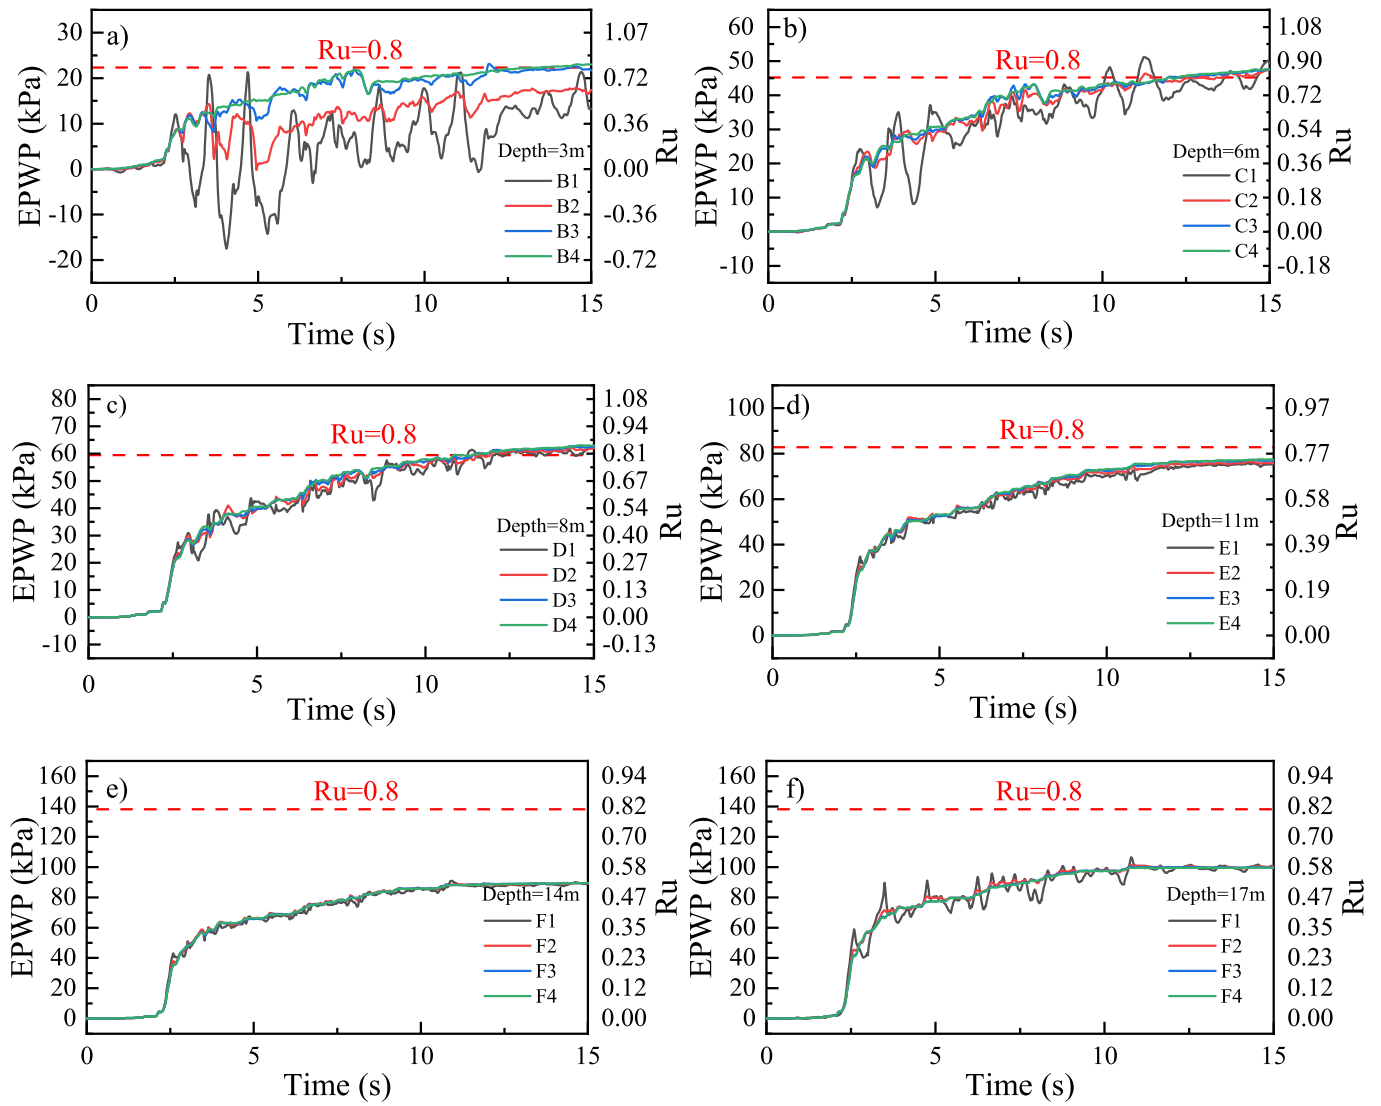 a)
Ru=0.8
30
20
10
0
-10
-20
1.07
0.72
0.36
0.00
-0.36
-0.72
EPWP (kPa)
Ru
Depth=3m
B1
B2
B3
B4
0 5 10 15
Time (s)
b)
Ru=0.8
60
50
40
30
20
10
0
-10
1.08
0.90
0.72
0.54
0.36
0.18
0.00
-0.18
EPWP (kPa)
Ru
Depth=6m
C1
C2
C3
C4
0 5 10 15
Time (s)
c)
Ru=0.8
80
70
60
50
40
30
20
10
0
-10
1.08
0.94
0.81
0.67
0.54
0.40
0.27
0.13
0.00
-0.13
EPWP (kPa)
Ru
Depth=8m
D1
D2
D3
D4
0 5 10 15
Time (s)
d)
Ru=0.8
100
80
60
40
20
0
0.97
0.77
0.58
0.39
0.19
0.00
EPWP (kPa)
Ru
Depth=11m
E1
E2
E3
E4
0 5 10 15
Time (s)
e)
Ru=0.8
160
140
120
100
80
60
40
20
0
0.94
0.82
0.70
0.58
0.47
0.35
0.23
0.12
0.00
EPWP (kPa)
Ru
Depth=14m
F1
F2
F3
F4
0 5 10 15
Time (s)
f)
Ru=0.8
160
140
120
100
80
60
40
20
0
0.94
0.82
0.70
0.58
0.47
0.35
0.23
0.12
0.00
EPWP (kPa)
Ru
Depth=17m
F1
F2
F3
F4
0 5 10 15
Time (s)